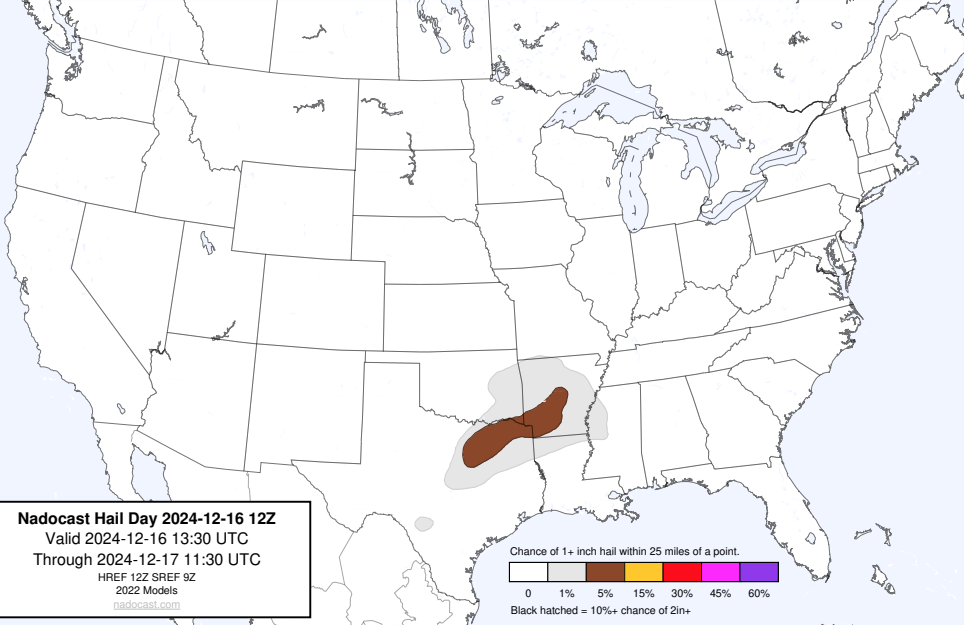 Nadocast Hail Day 2024-12-16 12Z
Valid 2024-12-16 13:30 UTC
Through 2024-12-17 11:30 UTC
HREF 12Z SREF 9Z
2022 Models
nadocast.com
Chance of 1+ inch hail within 25 miles of a point.
0 1% 5% 15% 30% 45% 60%
Black hatched = 10%+ chance of 2in+